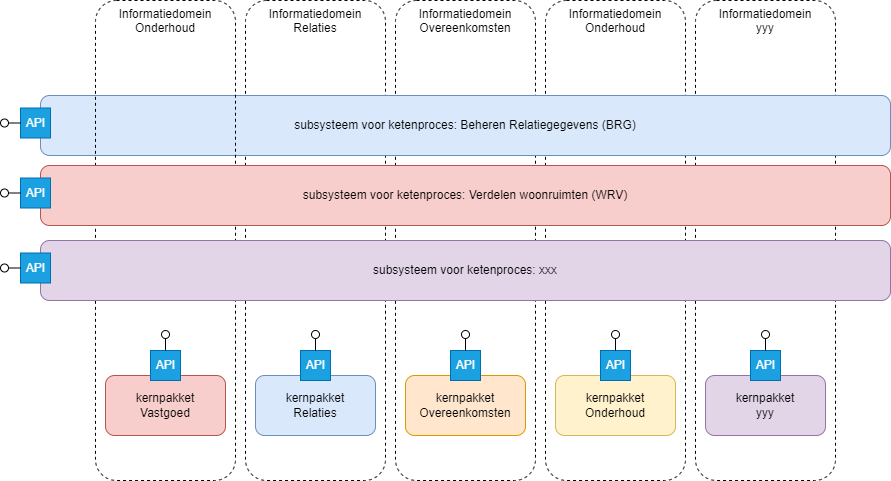 Informatiedomein
Onderhoud
Informatiedomein
Relaties
Informatiedomein
Overeenkomsten
Informatiedomein
Onderhoud
Informatiedomein
yyy
API
subsysteem voor ketenproces: Beheren Relatiegegevens (BRG)
API
subsysteem voor ketenproces: Verdelen woonruimten (WRV)
API
subsysteem voor ketenproces: xxx
API
API
API
API
API
kernpakket
Vastgoed
kernpakket
Relaties
kernpakket
Overeenkomsten
kernpakket
Onderhoud
kernpakket
yyy